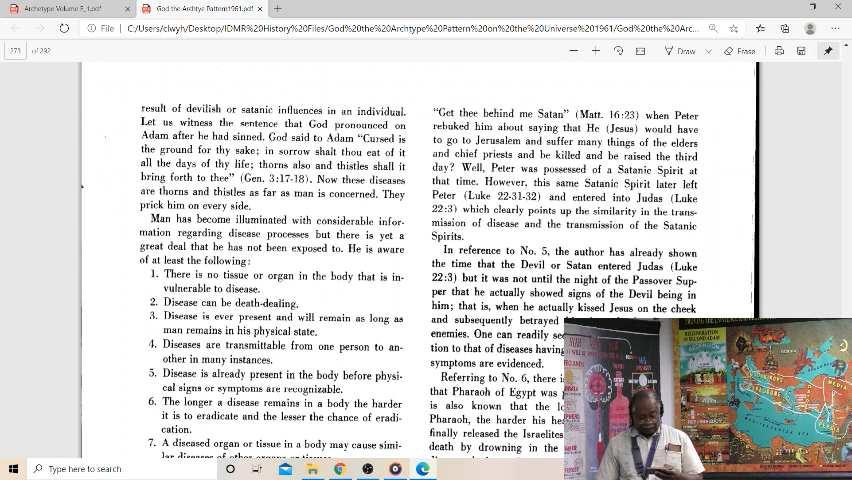 Archetype Volume E_1.pdf
God the Archtye Pattern1961.pdf
File
C:/Users/clwyh/Desktop/IDMR%20History%20Files/God%20the%20Archtype%20Pattern%20on%20the%20Universe%201961/God%20the%20Arc...
273 of 292
Draw
Erase
result of devilish or satanic influences in an individual.
Let us witness the sentence that God pronounced on
Adam after he had sinned. God said to Adam "Cursed is
the ground for thy sake; in sorrow shalt thou eat of it
all the days of thy life; thorns also and thistles shall it
bring forth to thee" (Gen. 3:17-18). Now these diseases
are thorns and thistles as far as man is concerned. They
prick him on every side.
Man has become illuminated with considerable infor-
mation regarding disease processes but there is yet a
great deal that he has not been exposed to. He is aware
of at least the following:
1. There is no tissue or organ in the body that is in-
vulnerable to disease.
2. Disease can be death-dealing.
3. Disease is ever present and will remain as long as
man remains in his physical state.
4. Diseases are transmittable from one person to an-
other in many instances.
5. Disease is already present in the body before physi-
cal signs or symptoms are recognizable.
6. The longer a disease remains in a body the harder
it is to eradicate and the lesser the chance of eradi-
cation.
7. A diseased organ or tissue in a body may cause simi-
lar diseases of other organs or tissues.
"Get thee behind me Satan" (Matt. 16:23) when Peter
rebuked him about saying that He (Jesus) would have
to go to Jerusalem and suffer many things of the elders
and chief priests and be killed and be raised the third
day? Well, Peter was possessed of a Satanic Spirit at
that time. However, this same Satanic Spirit later left
Peter (Luke 22-31-32) and entered into Judas (Luke
22:3) which clearly points up the similarity in the trans-
mission of disease and the transmission of the Satanic
Spirits.
In reference to No. 5, the author has already shown
the time that the Devil or Satan entered Judas (Luke
22:3) but it was not until the night of the Passover Sup-
per that he actually showed signs of the Devil being in
him; that is, when he actually kissed Jesus on the cheek
and subsequently betrayed
enemies. One can readily see
tion to that of diseases having
symptoms are evidenced.
Referring to No. 6, there
that Pharaoh of Egypt was
is also known that the
Pharaoh, the harder his
finally released the Israelites
death by drowning in the
Type here to search